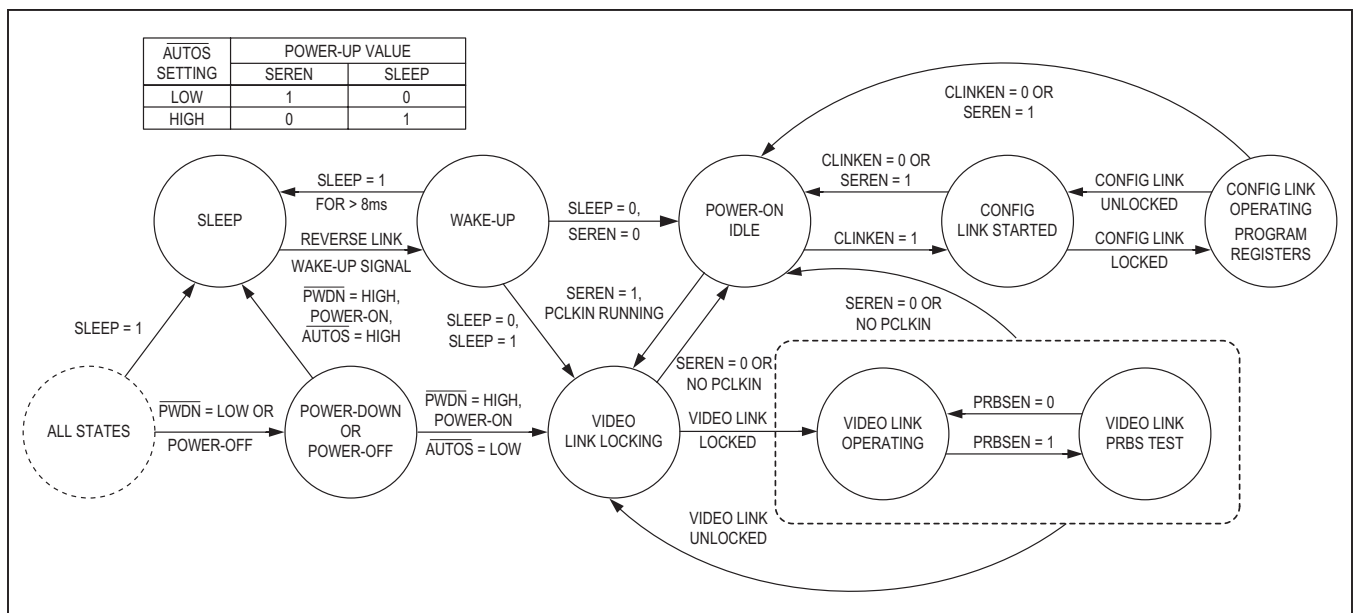 AUTOS
SETTING
POWER-UP VALUE
SEREN
SLEEP
LOW
1
0
HIGH
0
1
CLINKEN = 0 OR
SEREN = 1
SLEEP
SLEEP = 1
FOR > 8ms
REVERSE LINK
WAKE-UP SIGNAL
WAKE-UP
SLEEP = 0,
SEREN = 0
POWER-ON
IDLE
CLINKEN = 0 OR
SEREN = 1
CLINKEN = 1
CONFIG
LINK STARTED
CONFIG LINK
UNLOCKED
CONFIG LINK
LOCKED
CONFIG LINK
OPERATING
PROGRAM
REGISTERS
SLEEP = 1
PWDN = HIGH,
POWER-ON,
AUTOS = HIGH
SLEEP = 0,
SLEEP = 1
SEREN = 1,
PCLKIN RUNNING
SEREN = 0 OR
NO PCLKIN
SEREN = 0 OR
NO PCLKIN
ALL STATES
PWDN = LOW OR
POWER-OFF
POWER-DOWN
OR
POWER-OFF
PWDN = HIGH,
POWER-ON
AUTOS = LOW
VIDEO
LINK LOCKING
VIDEO LINK
LOCKED
VIDEO LINK
OPERATING
PRBSEN = 0
PRBSEN = 1
VIDEO LINK
PRBS TEST
VIDEO LINK
UNLOCKED